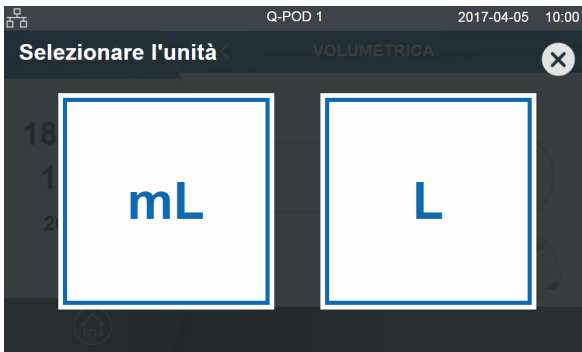 Q-POD 1 2017-04-05 10:00
Selezionare l'unità
< VOLUMETRICA
mL L